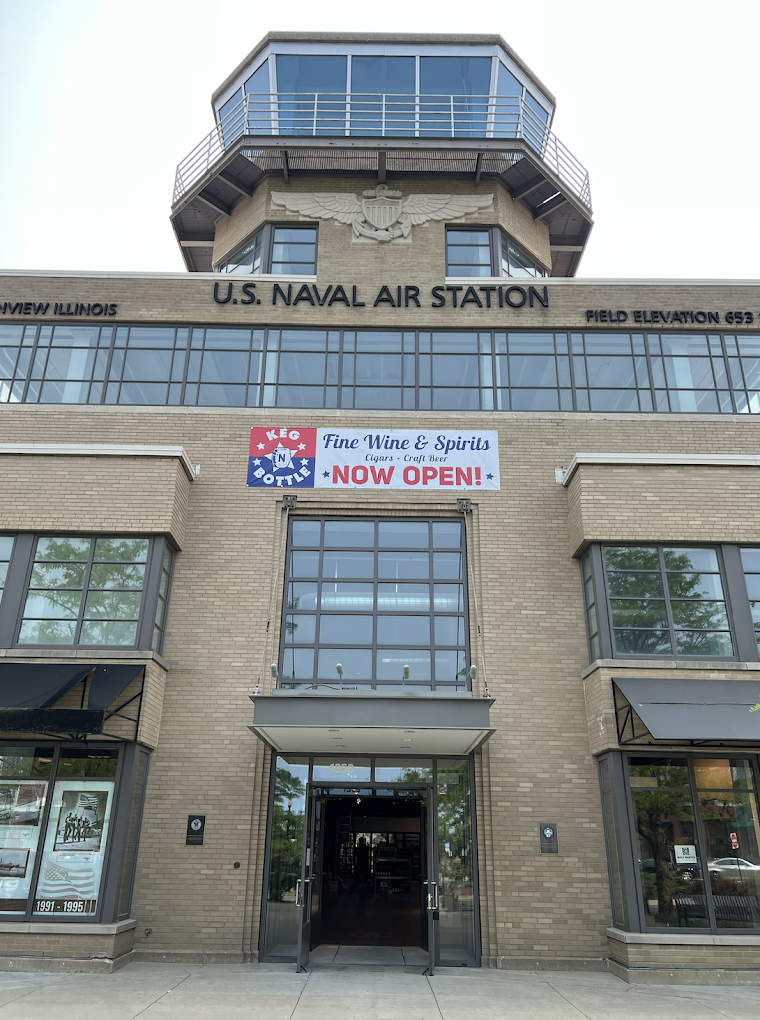 U.S. NAVAL AIR STATION
NVIEW ILLINOIS
FIELD ELEVATION 653
KEG
N
BOTTLE
Fine Wine & Spirits
Cigars • Craft Beer
NOW OPEN!
1991 - 1995